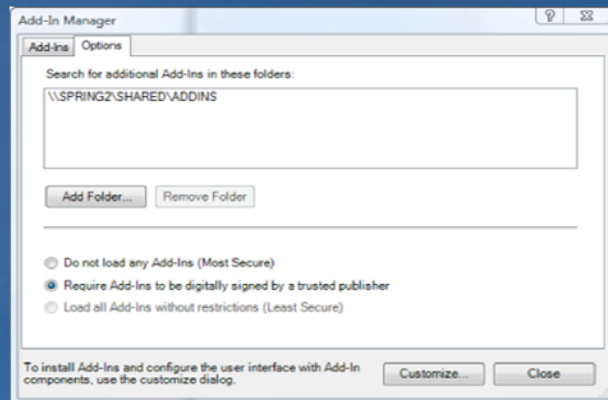 Add-In Manager
Add-Ins
Options
Search for additional Add-Ins in these folders:
\\SPRING2\SHARED\ADDINS
Add Folder...
Remove Folder
Do not load any Add-Ins (Most Secure)
Require Add-Ins to be digitally signed by a trusted publisher
Load all Add-Ins without restrictions (Least Secure)
To install Add-Ins and configure the user interface with Add-In
components, use the customize dialog.
Customize...
Close